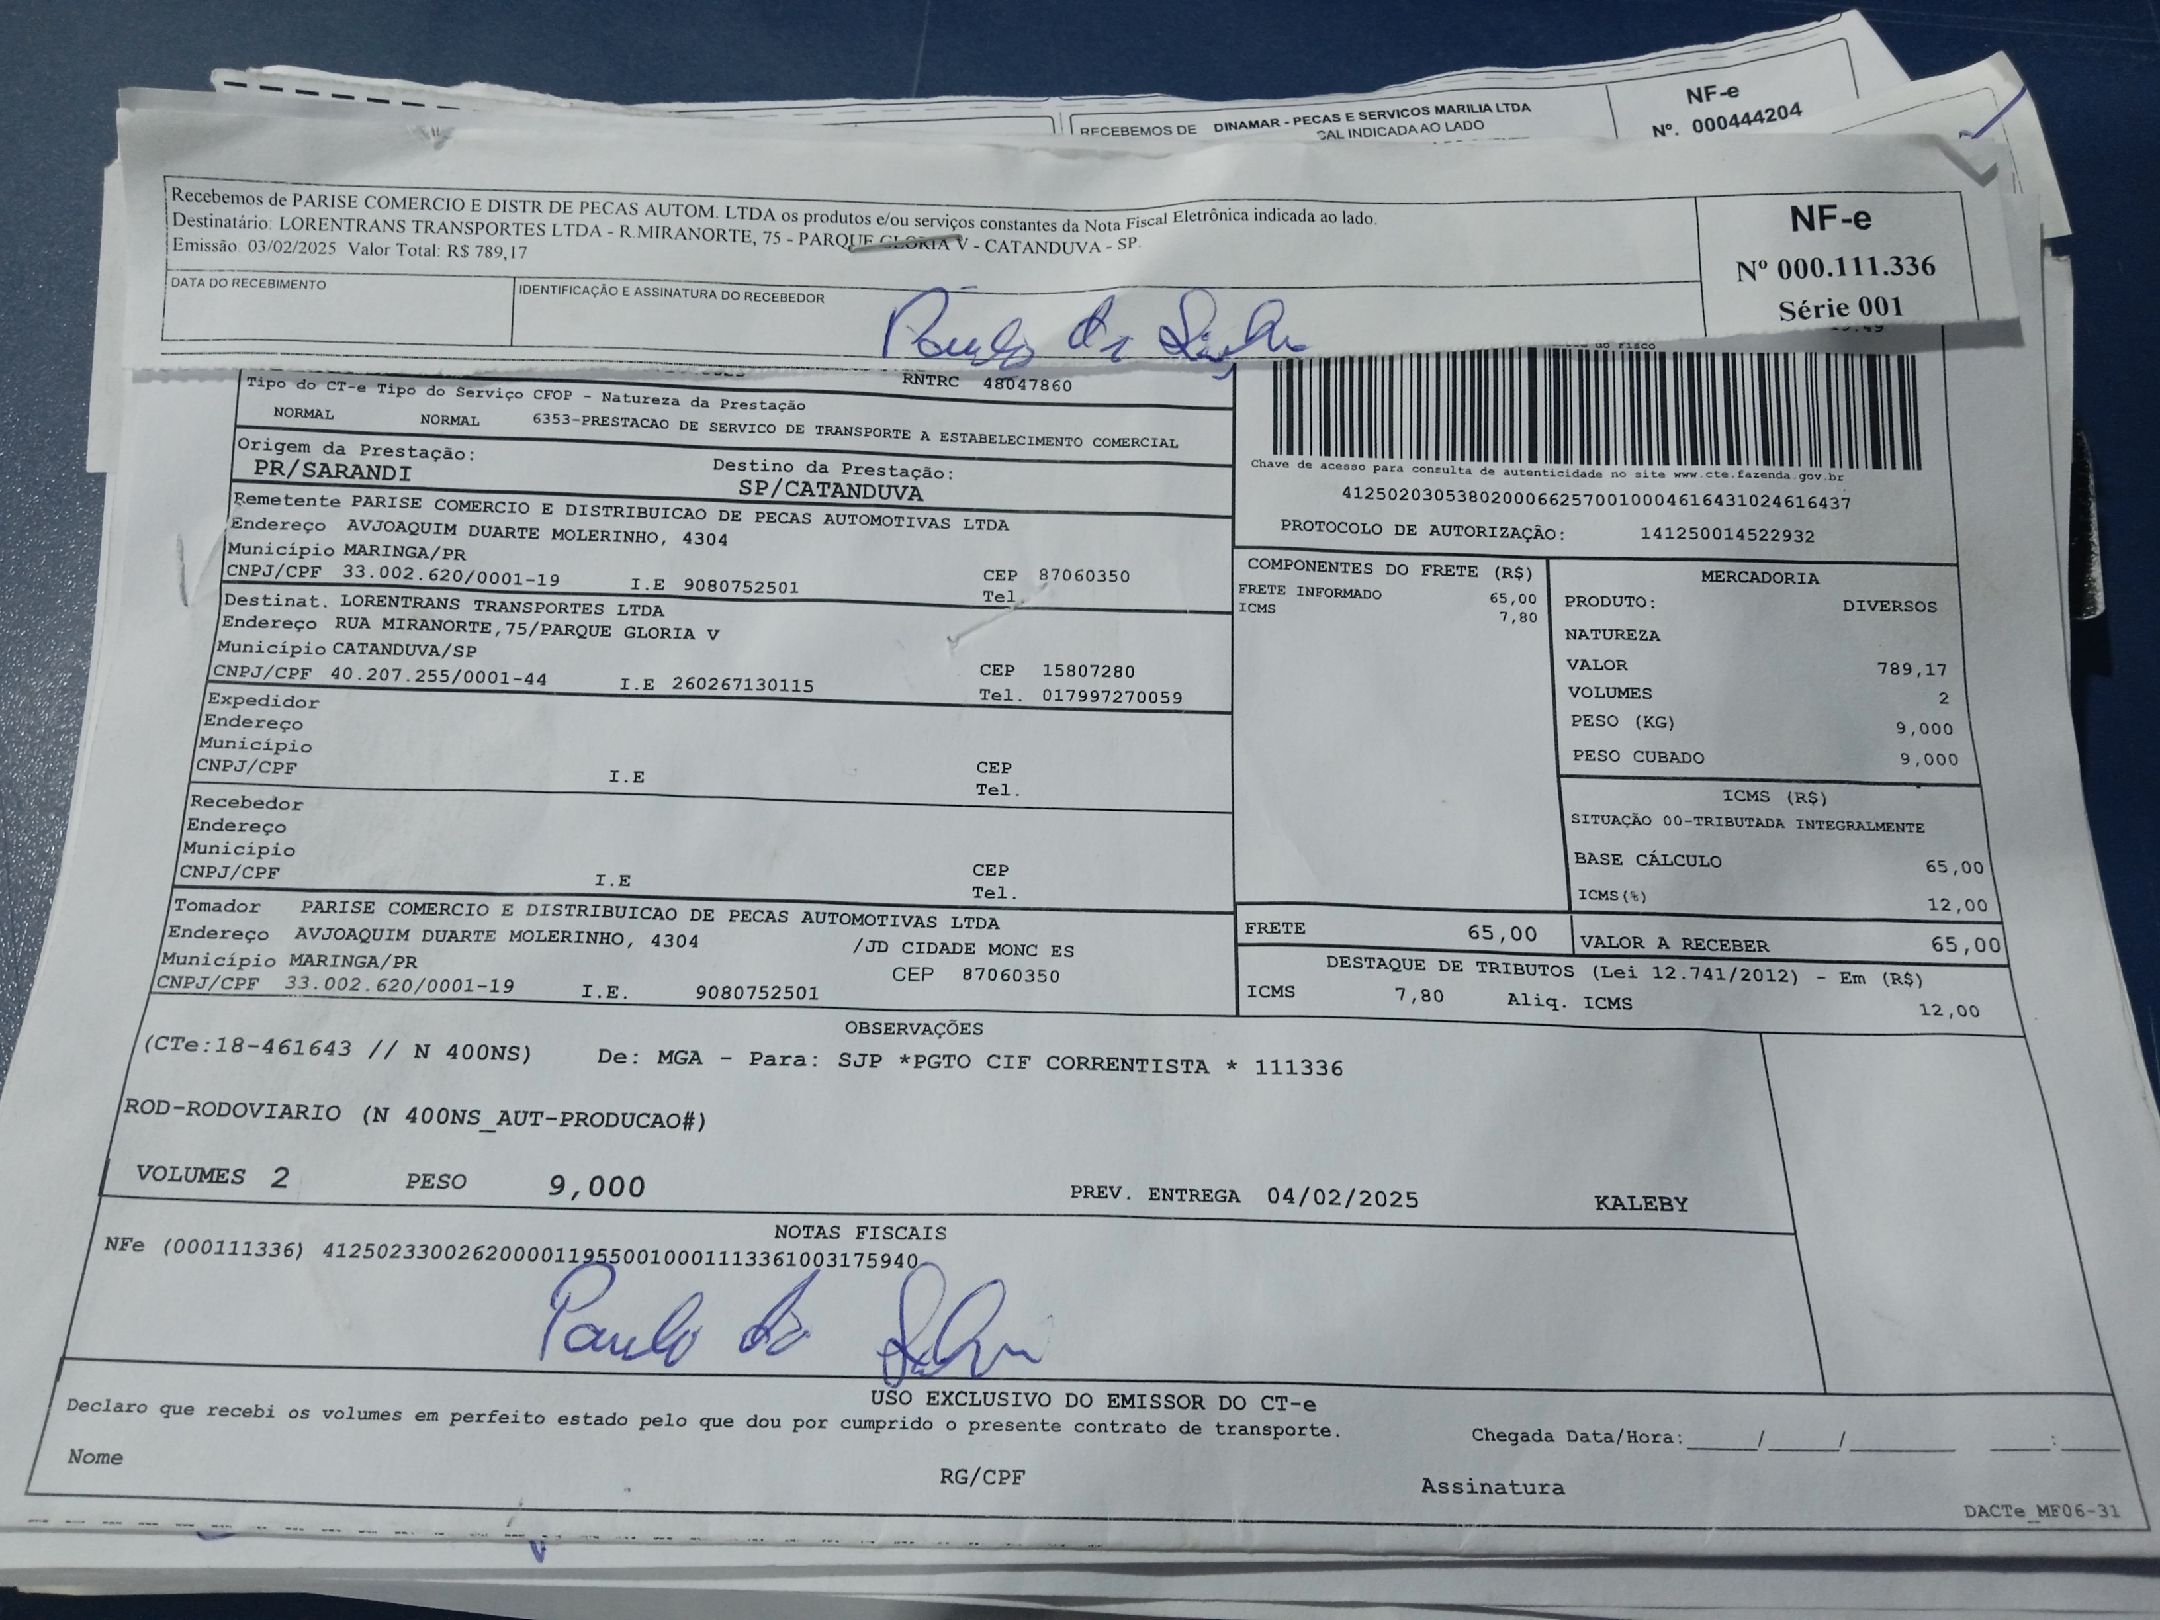 RECEBEMOS DE DINAMAR - PECAS E SERVICOS MARILIA LTDA
CAL INDICADA AO LADO
NF-e
Nº. 000444204
Recebemos de PARISE COMERCIO E DISTR DE PECAS AUTOM. LTDA os produtos e/ou serviços constantes da Nota Fiscal Eletrônica indicada ao lado.
Destinatário: LORENTRANS TRANSPORTES LTDA - R.MIRANORTE, 75 - PARQUE GLORIA V - CATANDUVA - SP.
Emissão: 03/02/2025 Valor Total: R$ 789,17
NF-e
Nº 000.111.336
Série 001
DATA DO RECEBIMENTO
IDENTIFICAÇÃO E ASSINATURA DO RECEBEDOR
Paulo da Silva
RNTRC 48047860
Tipo do CT-e Tipo do Serviço CFOP - Natureza da Prestação
NORMAL NORMAL 6353-PRESTACAO DE SERVICO DE TRANSPORTE A ESTABELECIMENTO COMERCIAL
Origem da Prestação: Destino da Prestação:
PR/SARANDI SP/CATANDUVA
Remetente PARISE COMERCIO E DISTRIBUICAO DE PECAS AUTOMOTIVAS LTDA
Endereço AVJOAQUIM DUARTE MOLERINHO, 4304
Município MARINGA/PR
CNPJ/CPF 33.002.620/0001-19 I.E 9080752501 CEP 87060350
Tel.
Destinat. LORENTRANS TRANSPORTES LTDA
Endereço RUA MIRANORTE,75/PARQUE GLORIA V
Município CATANDUVA/SP CEP 15807280
CNPJ/CPF 40.207.255/0001-44 I.E 260267130115 Tel. 017997270059
Expedidor
Endereço
Município
CNPJ/CPF I.E CEP
Tel.
Recebedor
Endereço
Município
CNPJ/CPF I.E CEP
Tel.
Tomador PARISE COMERCIO E DISTRIBUICAO DE PECAS AUTOMOTIVAS LTDA
Endereço AVJOAQUIM DUARTE MOLERINHO, 4304 /JD CIDADE MONC ES
Município MARINGA/PR CEP 87060350
CNPJ/CPF 33.002.620/0001-19 I.E. 9080752501
Chave de acesso para consulta de autenticidade no site www.cte.fazenda.gov.br
41250203053802000662570010004616431024616437
PROTOCOLO DE AUTORIZAÇÃO: 141250014522932
COMPONENTES DO FRETE (R$)
FRETE INFORMADO 65,00
ICMS 7,80
MERCADORIA
PRODUTO: DIVERSOS
NATUREZA
VALOR 789,17
VOLUMES 2
PESO (KG) 9,000
PESO CUBADO 9,000
ICMS (R$)
SITUAÇÃO 00-TRIBUTADA INTEGRALMENTE
BASE CÁLCULO 65,00
ICMS(%) 12,00
FRETE 65,00 VALOR A RECEBER 65,00
DESTAQUE DE TRIBUTOS (Lei 12.741/2012) - Em (R$)
ICMS 7,80 Aliq. ICMS 12,00
OBSERVAÇÕES
(CTe:18-461643 // N 400NS) De: MGA - Para: SJP *PGTO CIF CORRENTISTA * 111336
ROD-RODOVIARIO (N 400NS_AUT-PRODUCAO#)
VOLUMES 2 PESO 9,000 PREV. ENTREGA 04/02/2025 KALEBY
NOTAS FISCAIS
NFe (000111336) 41250233002620000119550010001113361003175940
Paulo da Silva
USO EXCLUSIVO DO EMISSOR DO CT-e
Declaro que recebi os volumes em perfeito estado pelo que dou por cumprido o presente contrato de transporte.
Chegada Data/Hora:____/____/______ ___:___
Nome RG/CPF Assinatura
DACTe_MF06-31